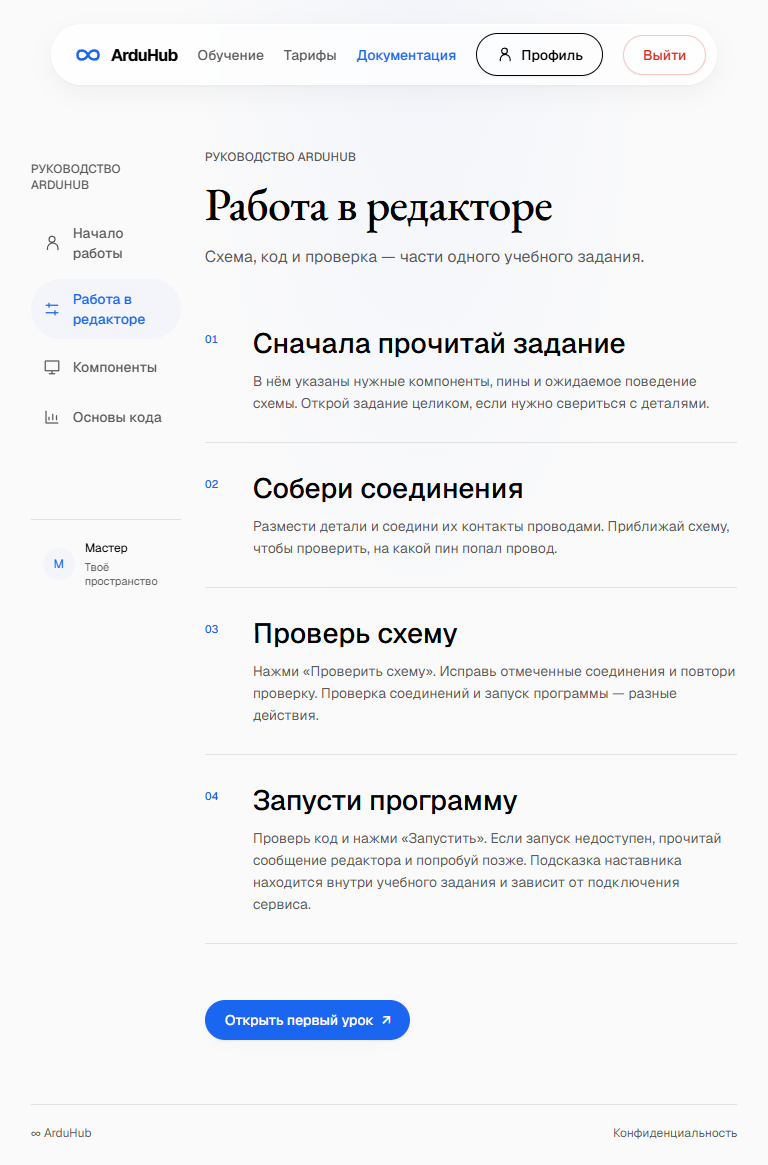 ArduHub Обучение Тарифы Документация Профиль Выйти
РУКОВОДСТВО
ARDUHUB
Начало
работы
Работа в
редакторе
Компоненты
Основы кода
М
Мастер
Твоё
пространство
РУКОВОДСТВО ARDUHUB
Работа в редакторе
Схема, код и проверка — части одного учебного задания.
01
Сначала прочитай задание
В нём указаны нужные компоненты, пины и ожидаемое поведение
схемы. Открой задание целиком, если нужно свериться с деталями.
02
Собери соединения
Размести детали и соедини их контакты проводами. Приближай схему,
чтобы проверить, на какой пин попал провод.
03
Проверь схему
Нажми «Проверить схему». Исправь отмеченные соединения и повтори
проверку. Проверка соединений и запуск программы — разные
действия.
04
Запусти программу
Проверь код и нажми «Запустить». Если запуск недоступен, прочитай
сообщение редактора и попробуй позже. Подсказка наставника
находится внутри учебного задания и зависит от подключения
сервиса.
Открыть первый урок ↗
∞ ArduHub
Конфиденциальность